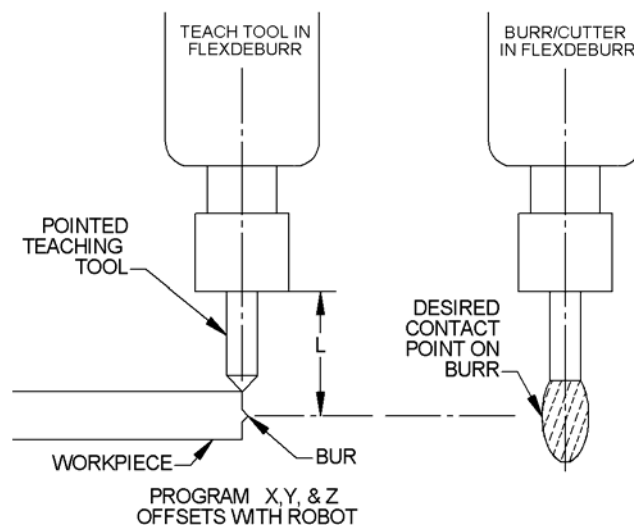 TEACH TOOL IN
FLEXDEBURR
BURR/CUTTER
IN FLEXDEBURR
POINTED
TEACHING
TOOL
L
DESIRED
CONTACT
POINT ON
BURR
WORKPIECE
BUR
PROGRAM X,Y, & Z
OFFSETS WITH ROBOT